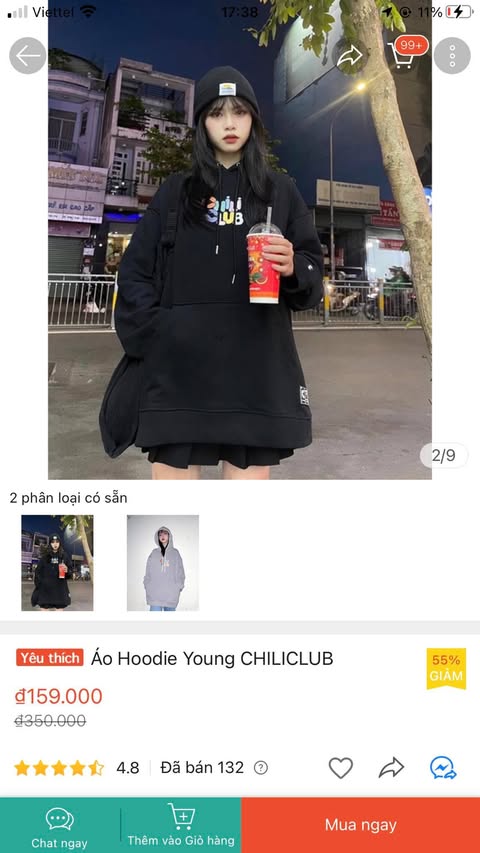 Viettel
17:38
11%
99+
CLUB
2/9
2 phân loại có sẵn
Yêu thích
Áo Hoodie Young CHILICLUB
55%
GIẢM
₫159.000
₫350.000
4.8
Đã bán 132
?
Chat ngay
Thêm vào Giỏ hàng
Mua ngay